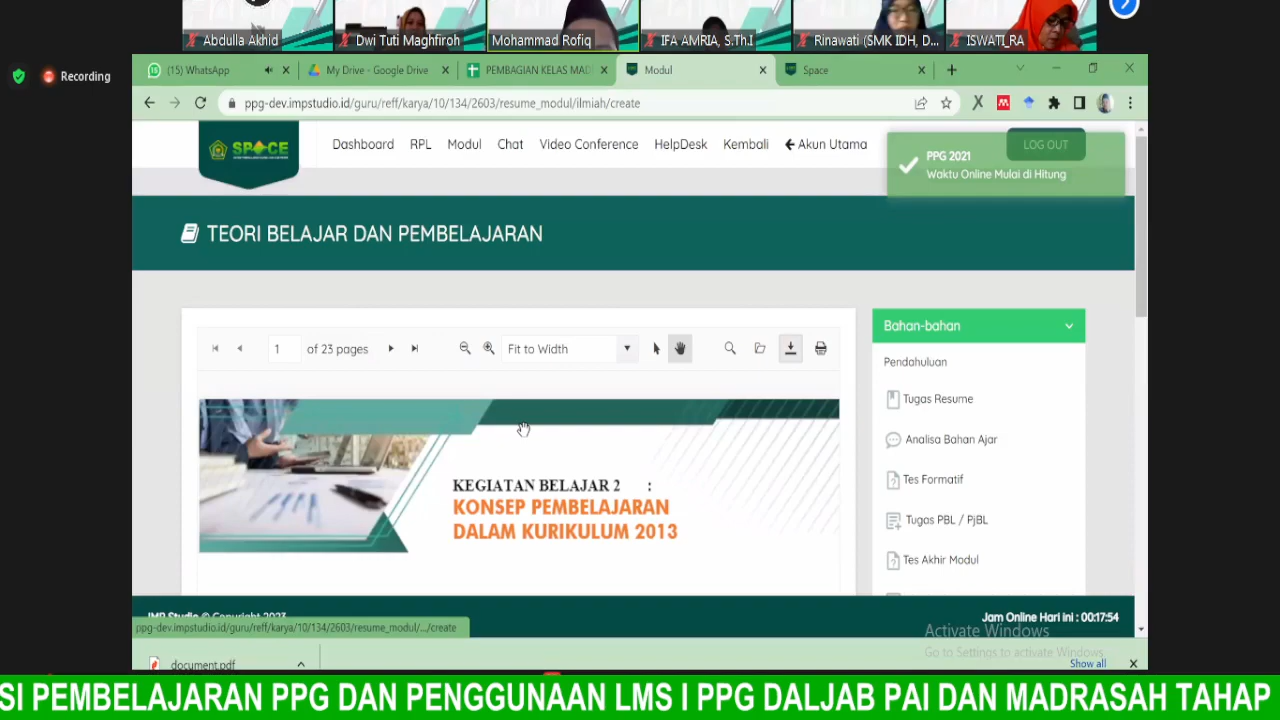 Abdulla Akhid
Dwi Tuti Maghfiroh
Mohammad Rofiq
IFA AMRIA, S.Th.I
Rinawati (SMK IDH, D...
ISWATI_RA
Recording
(15) WhatsApp
My Drive - Google Drive
PEMBAGIAN KELAS MAD
Modul
Space
ppg-dev.impstudio.id/guru/reff/karya/10/134/2603/resume_modul/ilmiah/create
SPACE
Dashboard
RPL
Modul
Chat
Video Conference
HelpDesk
Kembali
Akun Utama
LOG OUT
PPG 2021
Waktu Online Mulai di Hitung
TEORI BELAJAR DAN PEMBELAJARAN
1 of 23 pages
Fit to Width
KEGIATAN BELAJAR 2 :
KONSEP PEMBELAJARAN
DALAM KURIKULUM 2013
Bahan-bahan
Pendahuluan
Tugas Resume
Analisa Bahan Ajar
Tes Formatif
Tugas PBL / PjBL
Tes Akhir Modul
IMP Studio © Copyright 2023
Jam Online Hari ini : 00:17:54
ppg-dev.impstudio.id/guru/reff/karya/10/134/2603/resume_modul/.../create
Activate Windows
Go to Settings to activate Windows.
document.pdf
Show all
SI PEMBELAJARAN PPG DAN PENGGUNAAN LMS I PPG DALJAB PAI DAN MADRASAH TAHAP